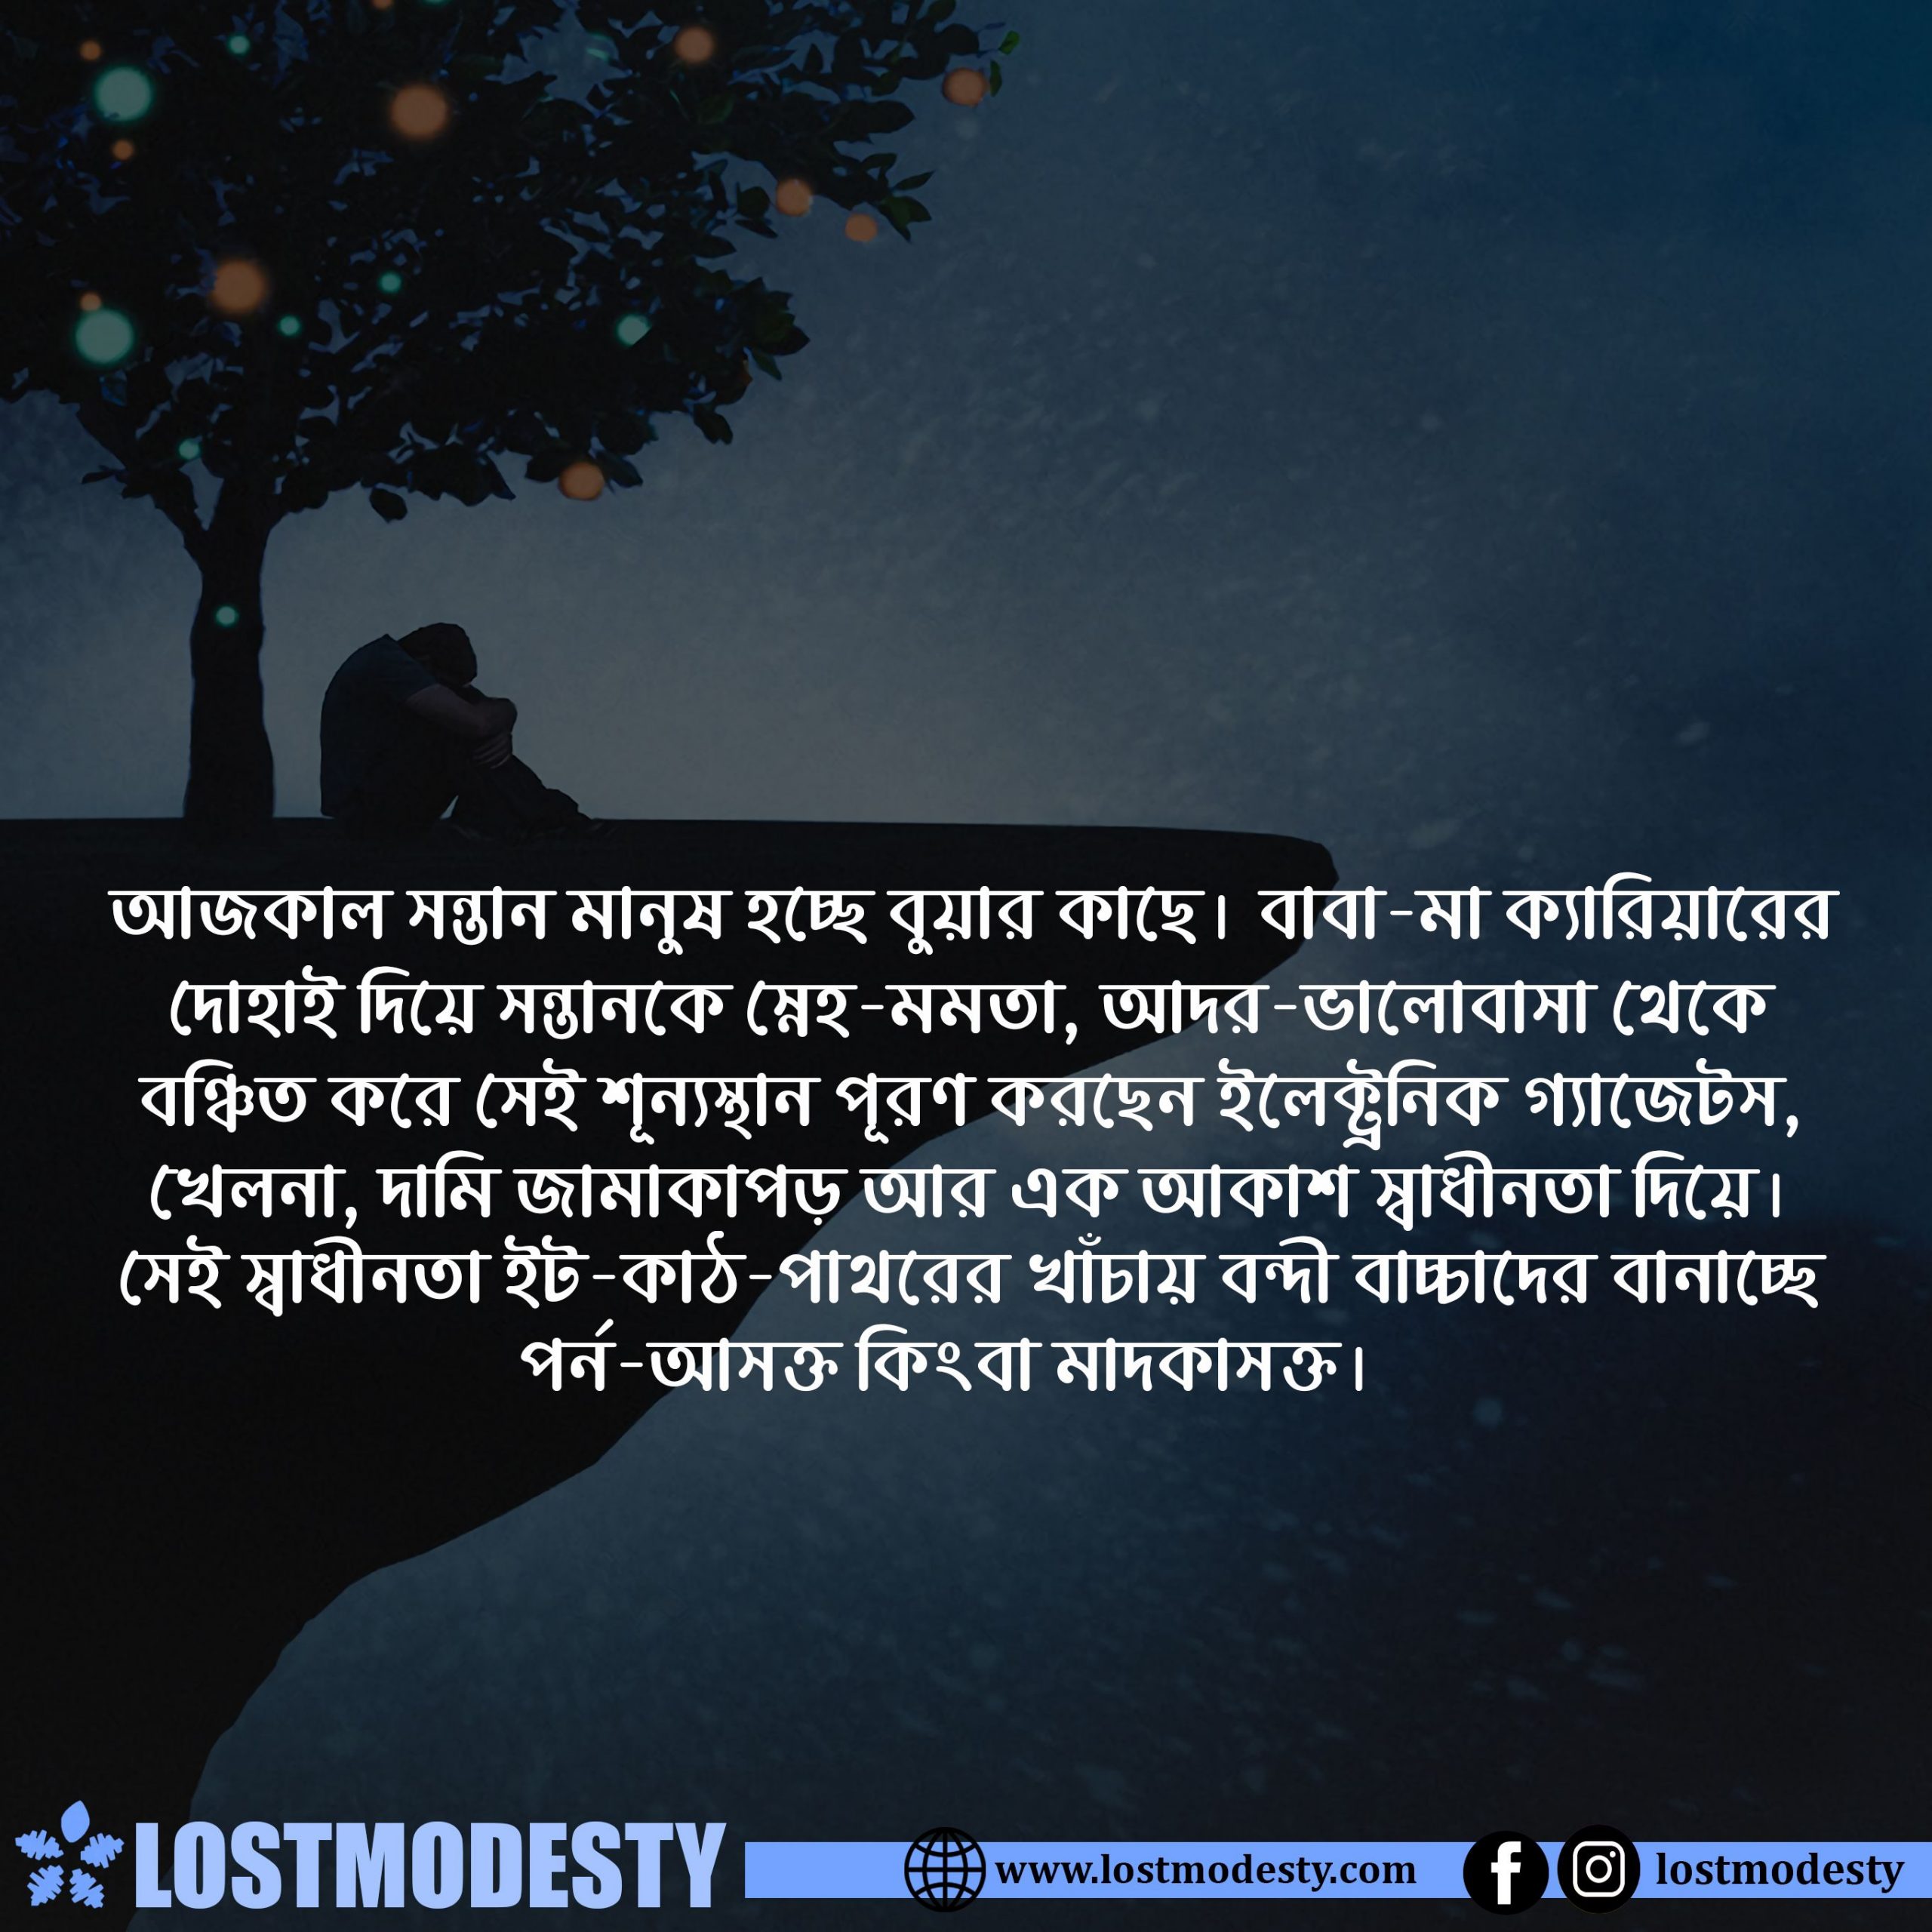 আজকাল সন্তান মানুষ হচ্ছে বুয়ার কাছে। বাবা-মা ক্যারিয়ারের
দোহাই দিয়ে সন্তানকে স্নেহ-মমতা, আদর-ভালোবাসা থেকে
বঞ্চিত করে সেই শূন্যস্থান পূরণ করছেন ইলেক্ট্রনিক গ্যাজেটস,
খেলনা, দামি জামাকাপড় আর এক আকাশ স্বাধীনতা দিয়ে।
সেই স্বাধীনতা ইট-কাঠ-পাথরের খাঁচায় বন্দী বাচ্চাদের বানাচ্ছে
পর্ন-আসক্ত কিংবা মাদকাসক্ত।
LOSTMODESTY www.lostmodesty.com lostmodesty